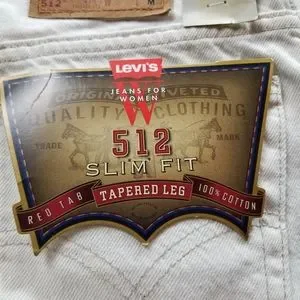 512
M
Levi's
JEANS FOR
WOMEN
W
ORIGINAL RIVETED
QUALITY CLOTHING
TRADE MARK
512
SLIM FIT
RED TAB TAPERED LEG 100% COTTON